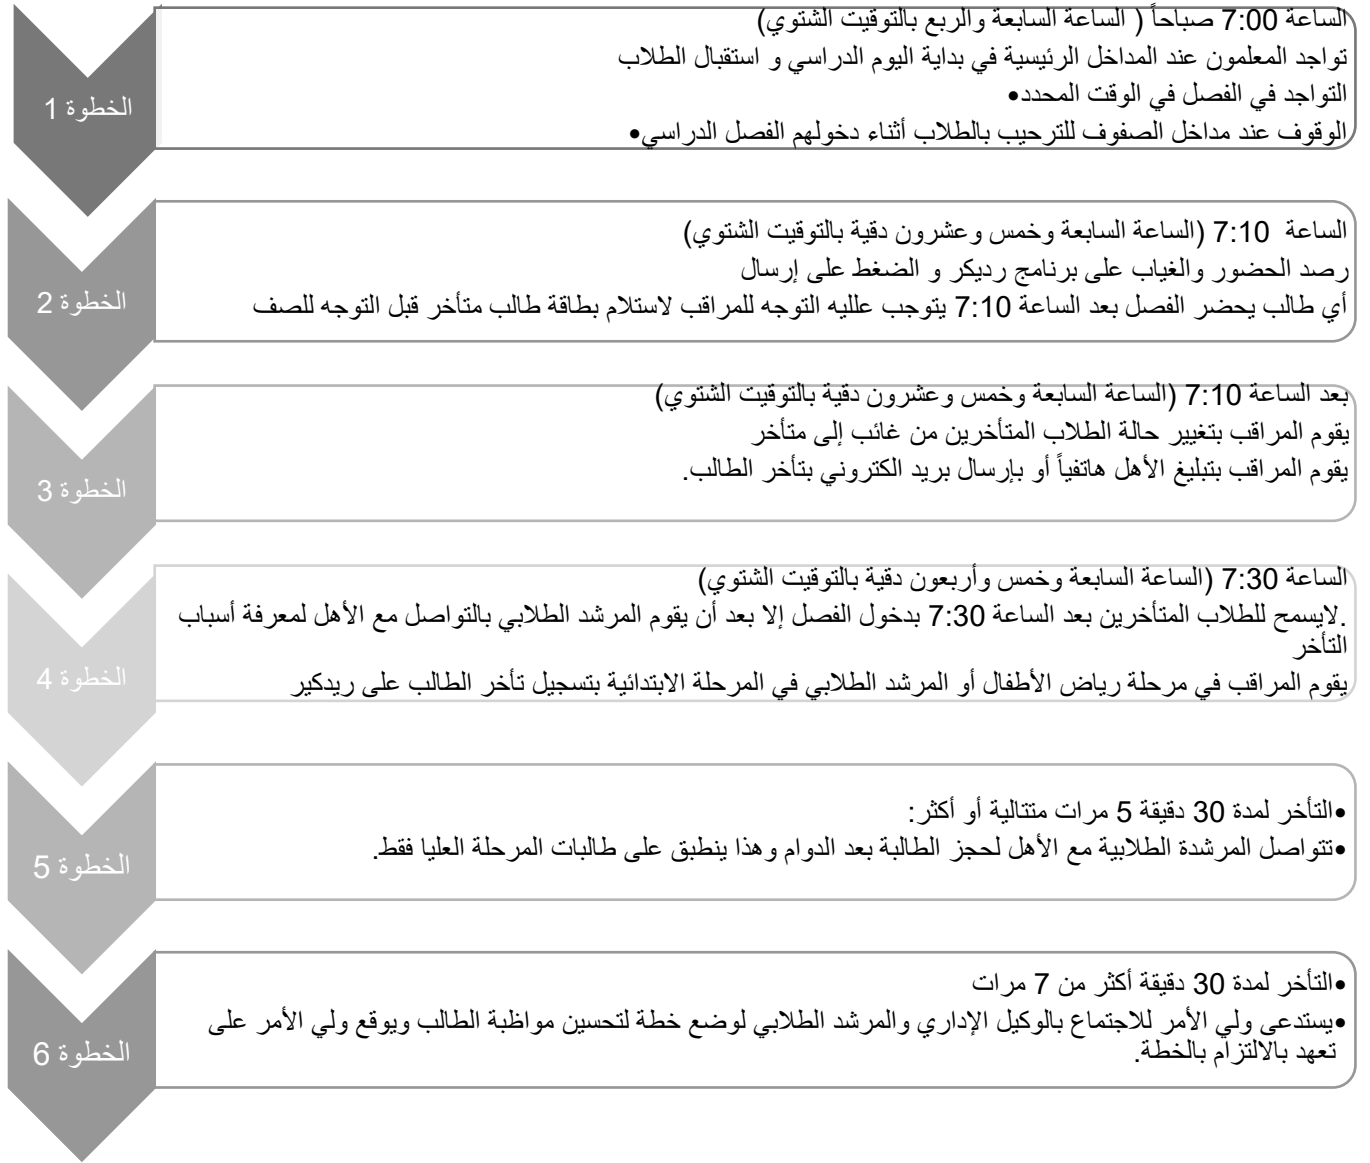 الخطوة 1
الساعة 7:00 صباحاً ( الساعة السابعة والربع بالتوقيت الشتوي)
تواجد المعلمون عند المداخل الرئيسية في بداية اليوم الدراسي و استقبال الطلاب
التواجد في الفصل في الوقت المحدد•
الوقوف عند مداخل الصفوف للترحيب بالطلاب أثناء دخولهم الفصل الدراسي•
الخطوة 2
الساعة 7:10 (الساعة السابعة وخمس وعشرون دقية بالتوقيت الشتوي)
رصد الحضور والغياب على برنامج رديكر و الضغط على إرسال
أي طالب يحضر الفصل بعد الساعة 7:10 يتوجب علليه التوجه للمراقب لاستلام بطاقة طالب متأخر قبل التوجه للصف
الخطوة 3
بعد الساعة 7:10 (الساعة السابعة وخمس وعشرون دقية بالتوقيت الشتوي)
يقوم المراقب بتغيير حالة الطلاب المتأخرين من غائب إلى متأخر
يقوم المراقب بتبليغ الأهل هاتفياً أو بإرسال بريد الكتروني بتأخر الطالب.
الخطوة 4
الساعة 7:30 (الساعة السابعة وخمس وأربعون دقية بالتوقيت الشتوي)
.لايسمح للطلاب المتأخرين بعد الساعة 7:30 بدخول الفصل إلا بعد أن يقوم المرشد الطلابي بالتواصل مع الأهل لمعرفة أسباب
التأخر
يقوم المراقب في مرحلة رياض الأطفال أو المرشد الطلابي في المرحلة الابتدائية بتسجيل تأخر الطالب على ريدكير
الخطوة 5
•التأخر لمدة 30 دقيقة 5 مرات متتالية أو أكثر:
•تتواصل المرشدة الطلابية مع الأهل لحجز الطالبة بعد الدوام وهذا ينطبق على طالبات المرحلة العليا فقط.
الخطوة 6
•التأخر لمدة 30 دقيقة أكثر من 7 مرات
•يستدعى ولي الأمر للاجتماع بالوكيل الإداري والمرشد الطلابي لوضع خطة لتحسين مواظبة الطالب ويوقع ولي الأمر على
تعهد بالالتزام بالخطة.